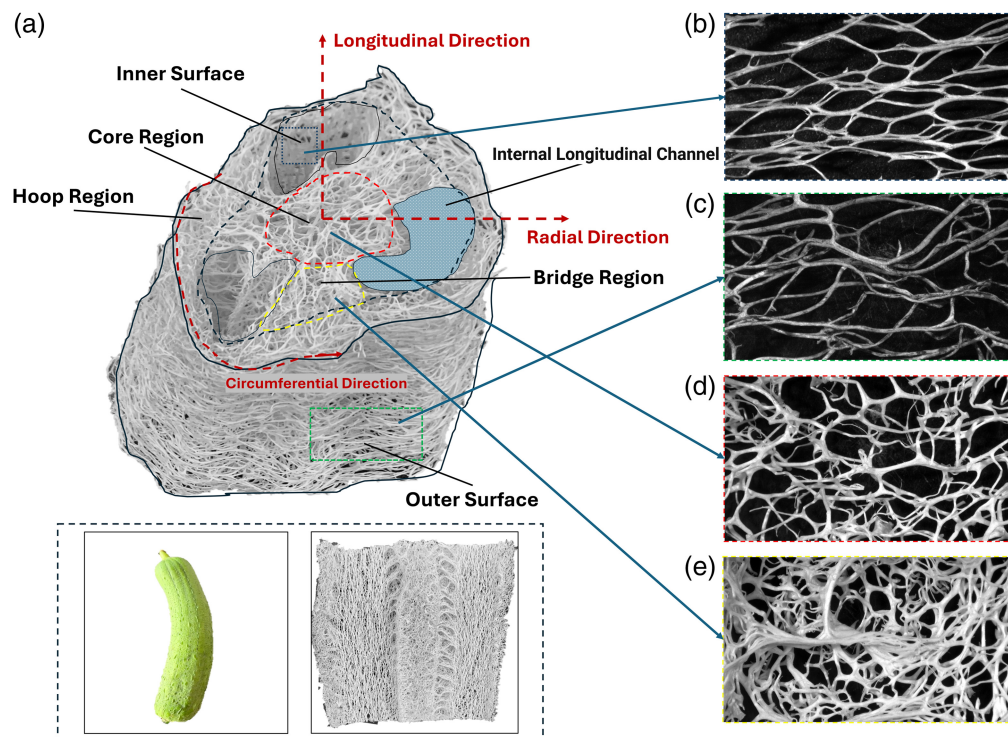 (a)
Longitudinal Direction
Inner Surface
Core Region
Hoop Region
Internal Longitudinal Channel
Radial Direction
Bridge Region
Circumferential Direction
Outer Surface
(b)
(c)
(d)
(e)